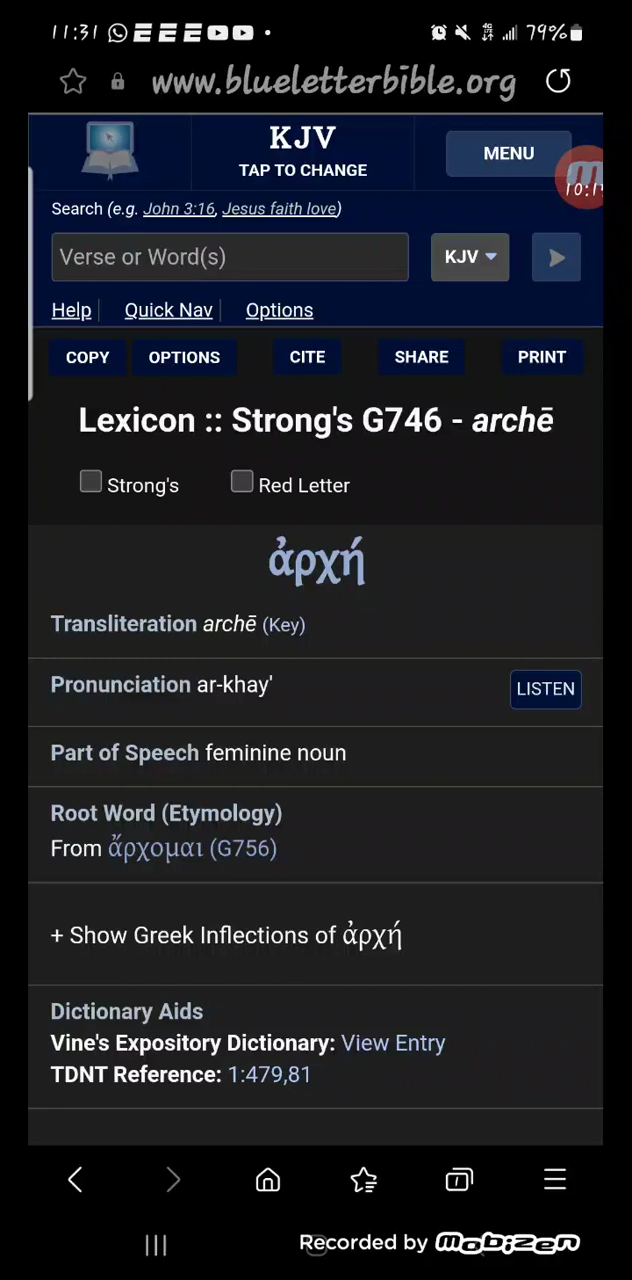 11:31 79%
www.blueletterbible.org
KJV
TAP TO CHANGE
MENU
10:1
Search (e.g. John 3:16, Jesus faith love)
Verse or Word(s)
KJV
Help Quick Nav Options
COPY OPTIONS CITE SHARE PRINT
Lexicon :: Strong's G746 - archē
Strong's Red Letter
ἀρχή
Transliteration archē (Key)
Pronunciation ar-khay'
LISTEN
Part of Speech feminine noun
Root Word (Etymology)
From ἄρχομαι (G756)
+ Show Greek Inflections of ἀρχή
Dictionary Aids
Vine's Expository Dictionary: View Entry
TDNT Reference: 1:479,81
Recorded by mobizen